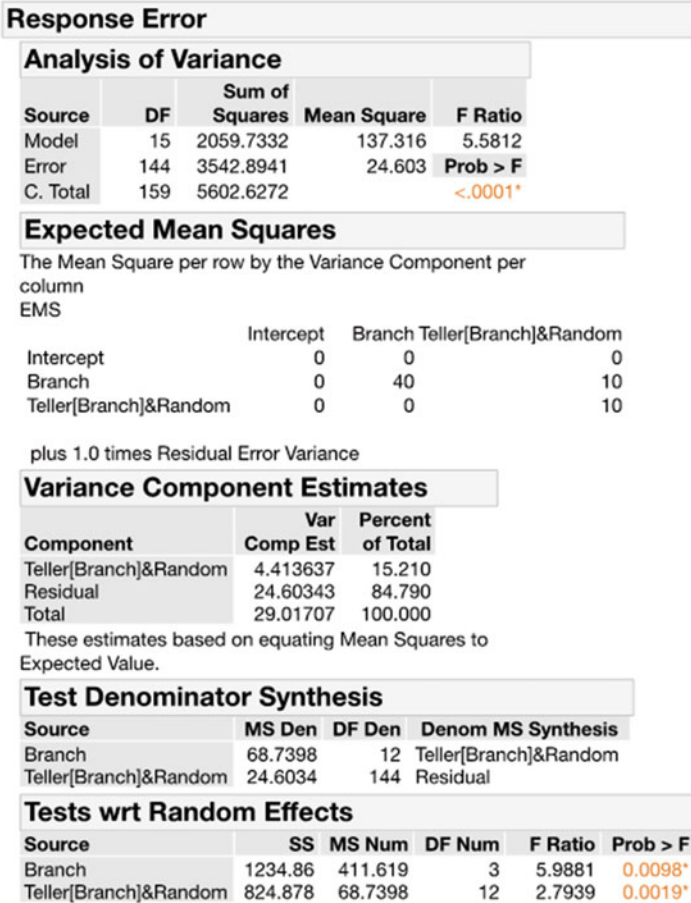 Response Error
Analysis of Variance
Sum of
Source DF Squares Mean Square F Ratio
Model 15 2059.7332 137.316 5.5812
Error 144 3542.8941 24.603 Prob > F
C. Total 159 5602.6272 <.0001*
Expected Mean Squares
The Mean Square per row by the Variance Component per
column
EMS
Intercept Branch Teller[Branch]&Random
Intercept 0 0 0
Branch 0 40 10
Teller[Branch]&Random 0 0 10
plus 1.0 times Residual Error Variance
Variance Component Estimates
Var Percent
Component Comp Est of Total
Teller[Branch]&Random 4.413637 15.210
Residual 24.60343 84.790
Total 29.01707 100.000
These estimates based on equating Mean Squares to
Expected Value.
Test Denominator Synthesis
Source MS Den DF Den Denom MS Synthesis
Branch 68.7398 12 Teller[Branch]&Random
Teller[Branch]&Random 24.6034 144 Residual
Tests wrt Random Effects
Source SS MS Num DF Num F Ratio Prob > F
Branch 1234.86 411.619 3 5.9881 0.0098*
Teller[Branch]&Random 824.878 68.7398 12 2.7939 0.0019*